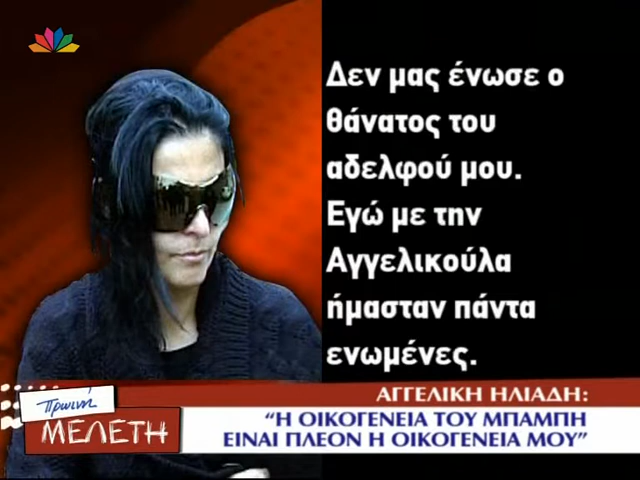 Δεν μας ένωσε ο
θάνατος του
αδελφού μου.
Εγώ με την
Αγγελικούλα
ήμασταν πάντα
ενωμένες.
ΑΓΓΕΛΙΚΗ ΗΛΙΑΔΗ:
Πρωινή
ΜΕΛΕΤΗ
“Η ΟΙΚΟΓΕΝΕΙΑ ΤΟΥ ΜΠΑΜΠΗ
ΕΙΝΑΙ ΠΛΕΟΝ Η ΟΙΚΟΓΕΝΕΙΑ ΜΟΥ”